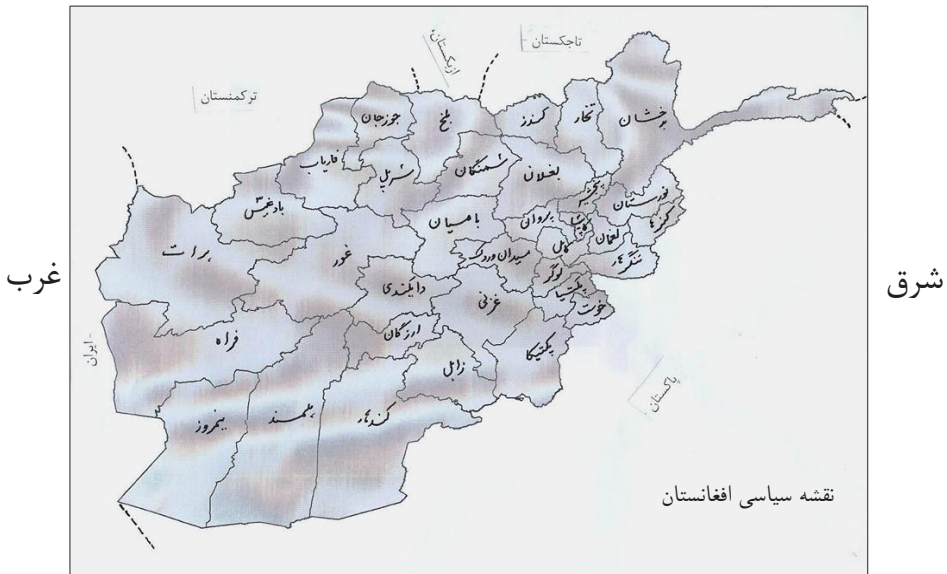 تاجکستان
ازبکستان
ترکمنستان
بدخشان
تخار
کندز
بلخ
جوزجان
فاریاب
سرپل
سمنگان
بغلان
پنجشیر
نورستان
کنرها
لغمان
کاپیسا
پروان
بامیان
بادغیس
هرات
غور
میدان وردک
کابل
ننگرهار
لوگر
پکتیا
خوست
دایکندی
غزنی
ارزگان
پکتیکا
زابل
فراه
نیمروز
هلمند
کندهار
ایران
پاکستان
شرق
غرب
نقشه سیاسی افغانستان